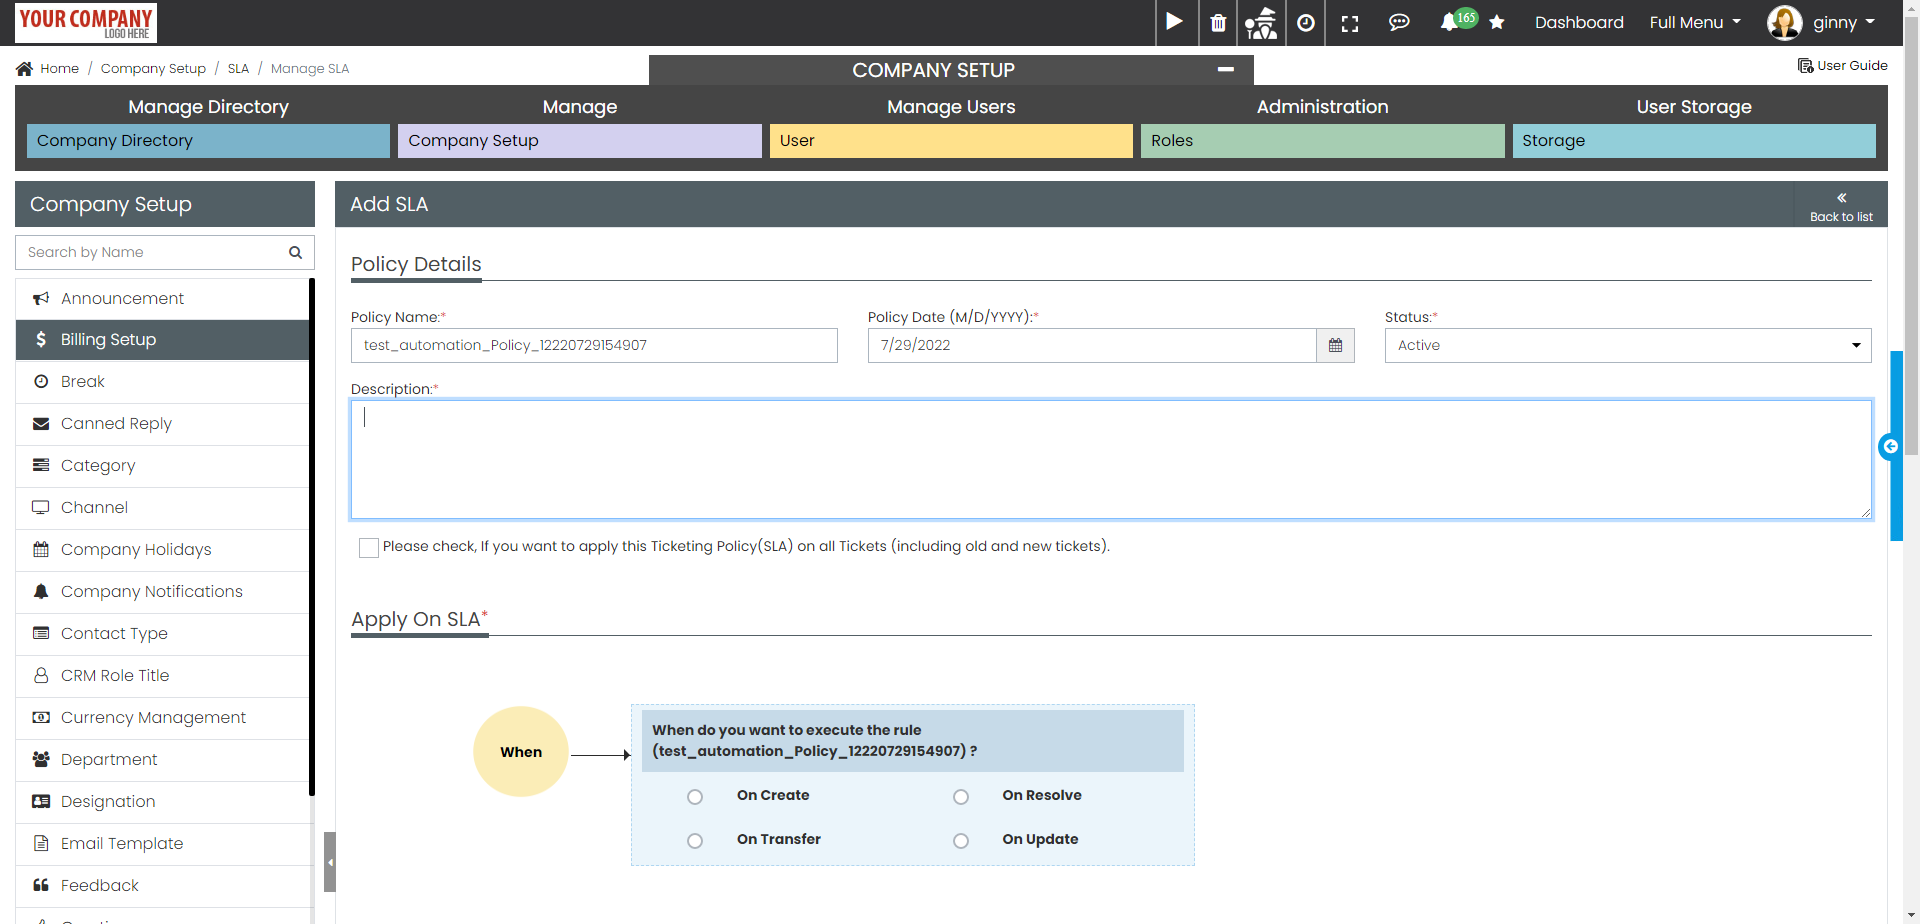 YOUR COMPANY
LOGO HERE
165
Dashboard
Full Menu
ginny
Home / Company Setup / SLA / Manage SLA
COMPANY SETUP
User Guide
Manage Directory
Manage
Manage Users
Administration
User Storage
Company Directory
Company Setup
User
Roles
Storage
Company Setup
Search by Name
Announcement
Billing Setup
Break
Canned Reply
Category
Channel
Company Holidays
Company Notifications
Contact Type
CRM Role Title
Currency Management
Department
Designation
Email Template
Feedback
Add SLA
Back to list
Policy Details
Policy Name:*
Policy Date (M/D/YYYY):*
Status:*
test_automation_Policy_12220729154907
7/29/2022
Active
Description:*
Please check, If you want to apply this Ticketing Policy(SLA) on all Tickets (including old and new tickets).
Apply On SLA*
When
When do you want to execute the rule
(test_automation_Policy_12220729154907) ?
On Create
On Resolve
On Transfer
On Update